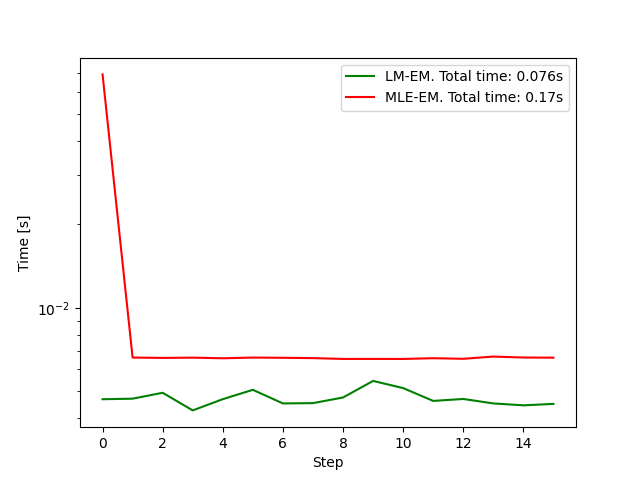 LM-EM. Total time: 0.076s
MLE-EM. Total time: 0.17s
Time [s]
10⁻²
0 2 4 6 8 10 12 14
Step